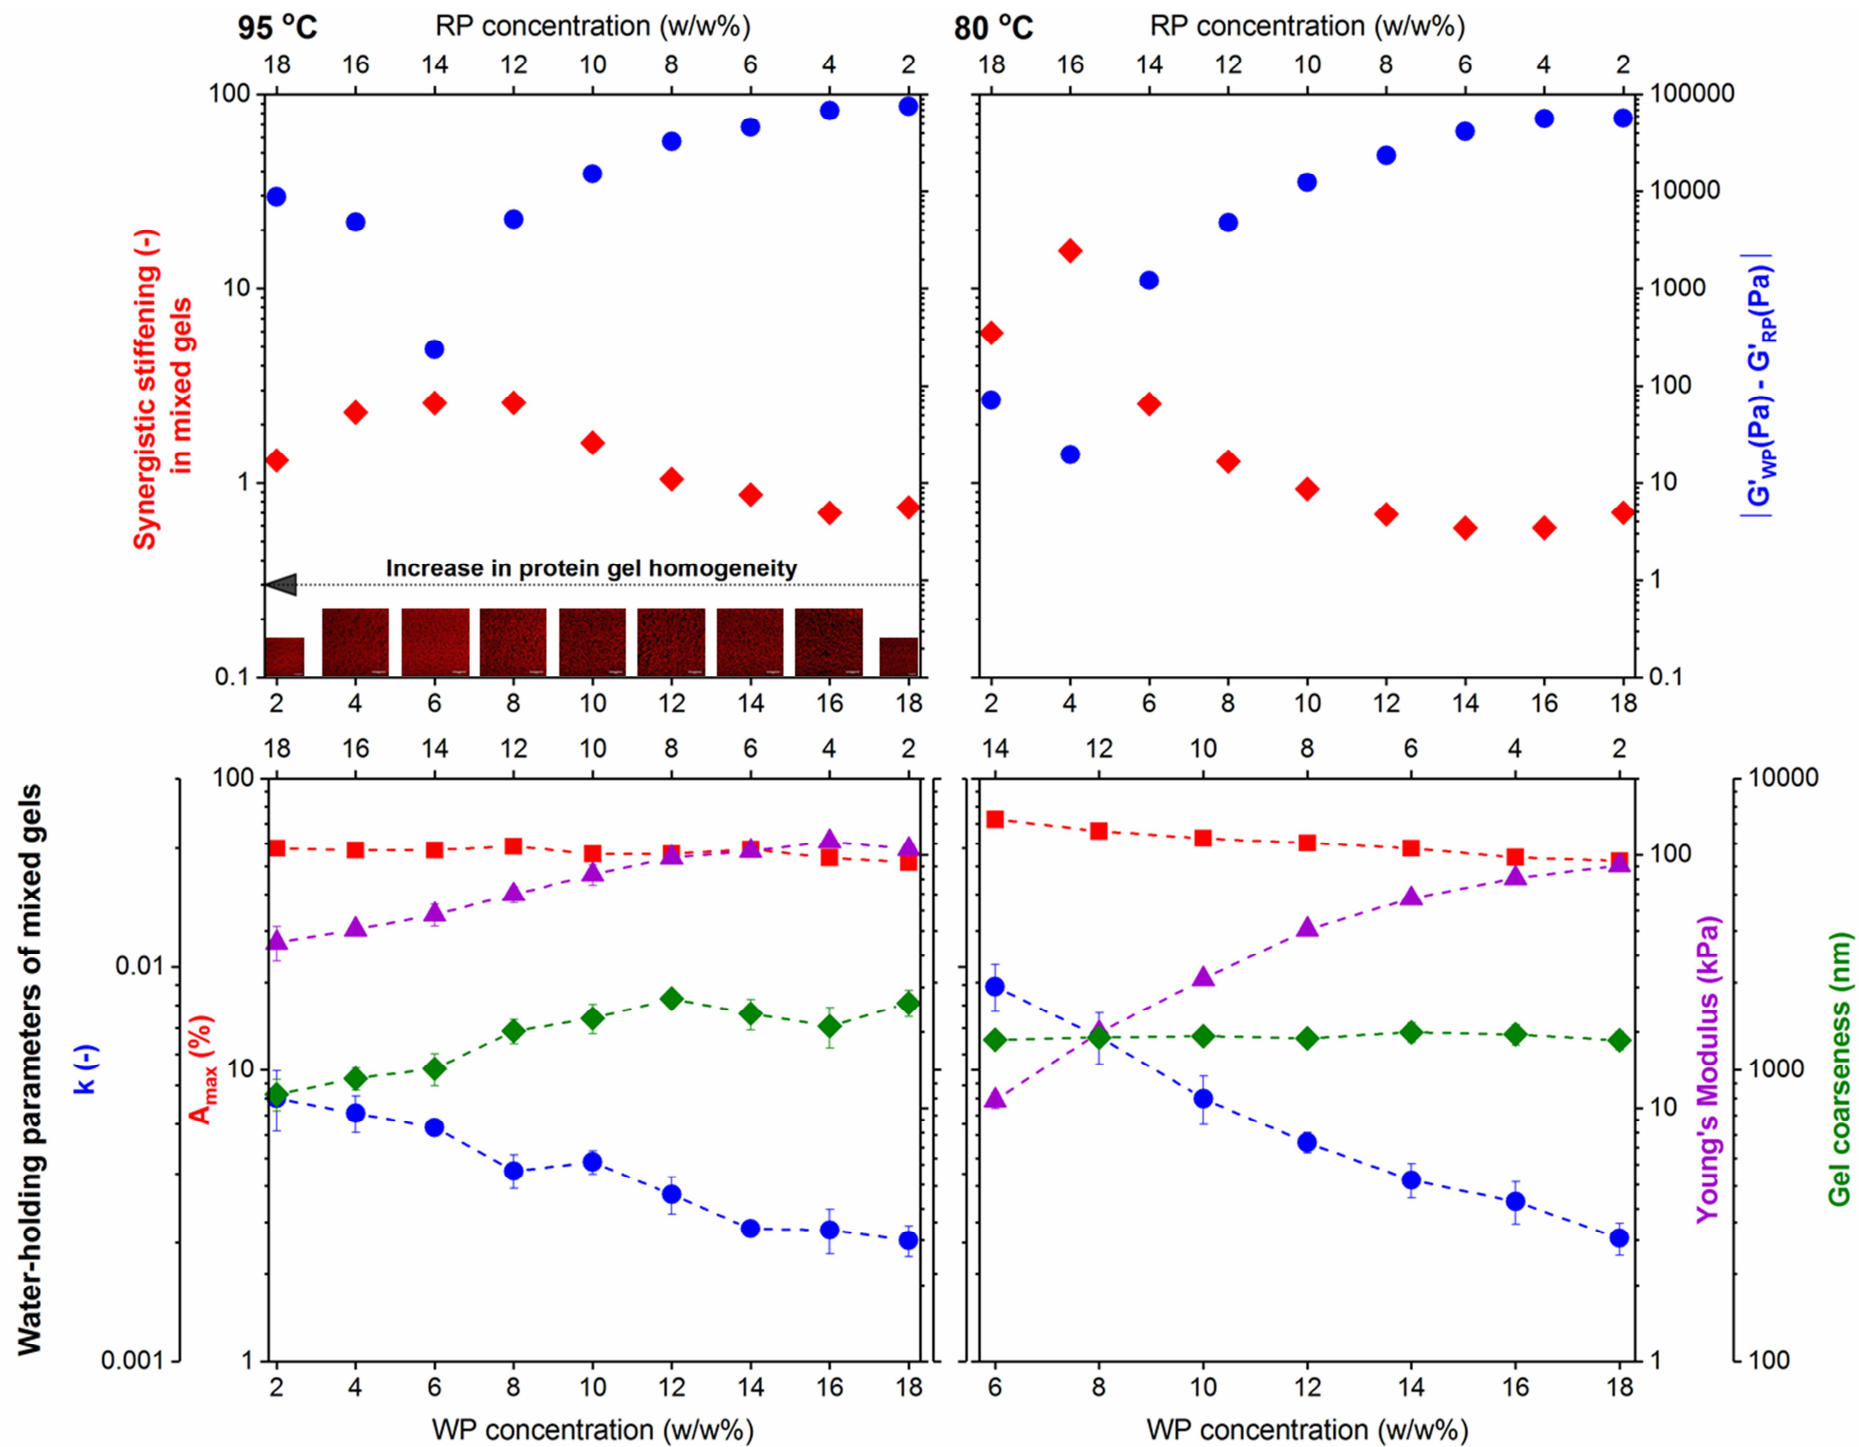 95 °C RP concentration (w/w%) 80 °C RP concentration (w/w%)
18 16 14 12 10 8 6 4 2 18 16 14 12 10 8 6 4 2
100 100000
10000
10 1000
100
1 10
1
0.1 0.1
Synergistic stiffening (-)
in mixed gels
|G'WP(Pa) - G'RP(Pa)|
Increase in protein gel homogeneity
2 4 6 8 10 12 14 16 18 2 4 6 8 10 12 14 16 18
18 16 14 12 10 8 6 4 2 14 12 10 8 6 4 2
Water-holding parameters of mixed gels
k (-)
0.01
0.001
Amax (%)
100
10
1
Young's Modulus (kPa)
100
10
1
Gel coarseness (nm)
10000
1000
100
2 4 6 8 10 12 14 16 18 6 8 10 12 14 16 18
WP concentration (w/w%) WP concentration (w/w%)